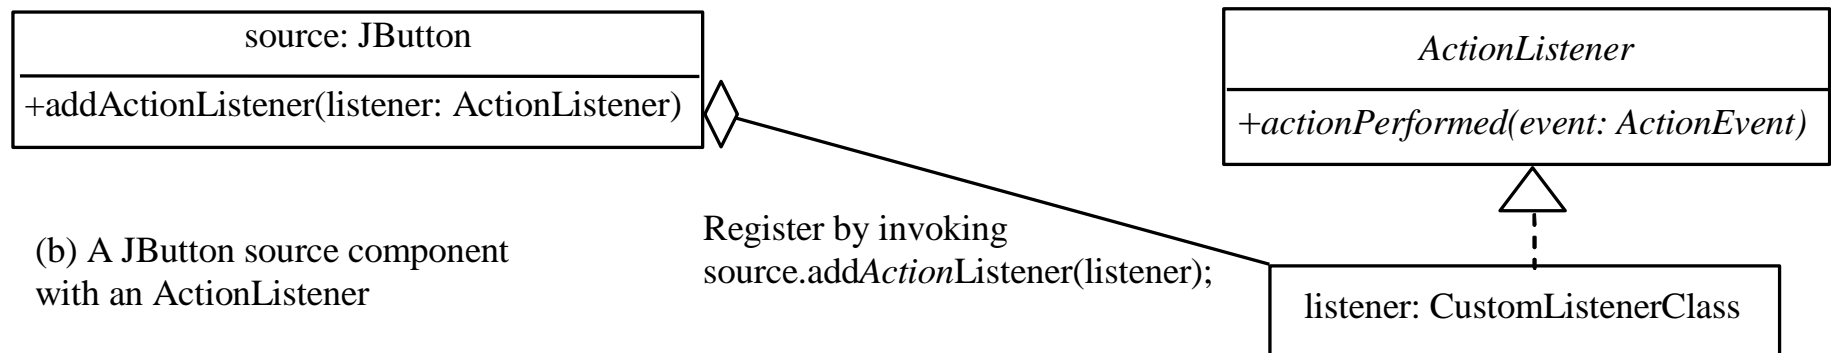 source: JButton
+addActionListener(listener: ActionListener)
ActionListener
+actionPerformed(event: ActionEvent)
(b) A JButton source component
with an ActionListener
Register by invoking
source.addActionListener(listener);
listener: CustomListenerClass